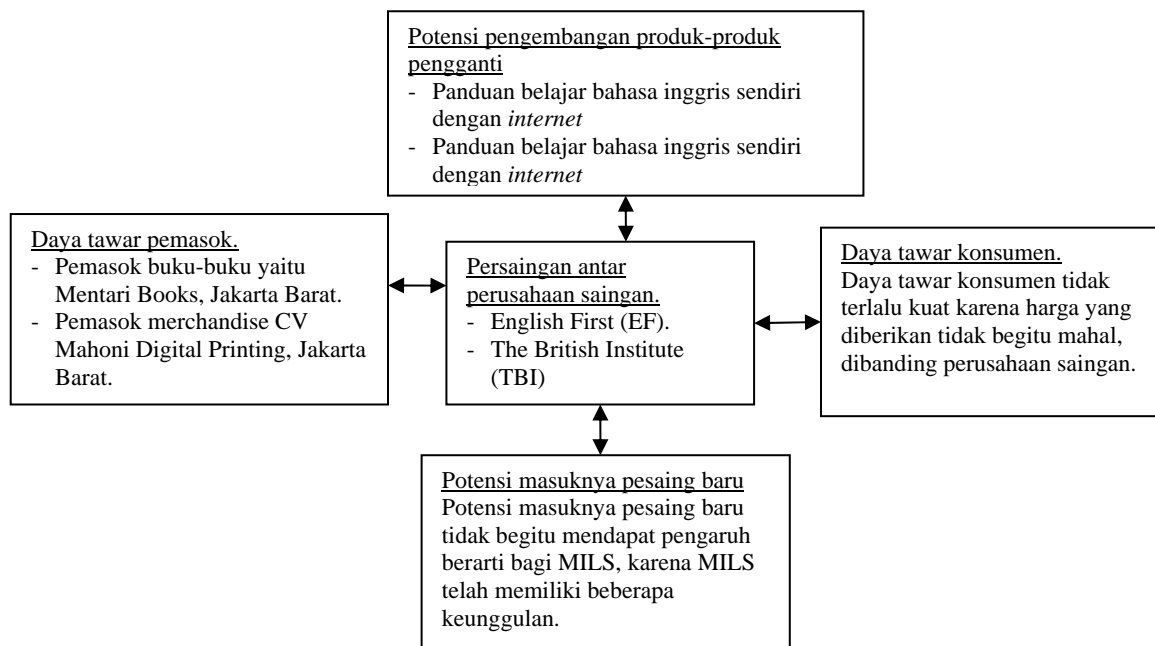 Potensi pengembangan produk-produk
pengganti
- Panduan belajar bahasa inggris sendiri
dengan internet
- Panduan belajar bahasa inggris sendiri
dengan internet
Daya tawar pemasok.
- Pemasok buku-buku yaitu
Mentari Books, Jakarta Barat.
- Pemasok merchandise CV
Mahoni Digital Printing, Jakarta
Barat.
Persaingan antar
perusahaan saingan.
- English First (EF).
- The British Institute
(TBI)
Daya tawar konsumen.
Daya tawar konsumen tidak
terlalu kuat karena harga yang
diberikan tidak begitu mahal,
dibanding perusahaan saingan.
Potensi masuknya pesaing baru
Potensi masuknya pesaing baru
tidak begitu mendapat pengaruh
berarti bagi MILS, karena MILS
telah memiliki beberapa
keunggulan.